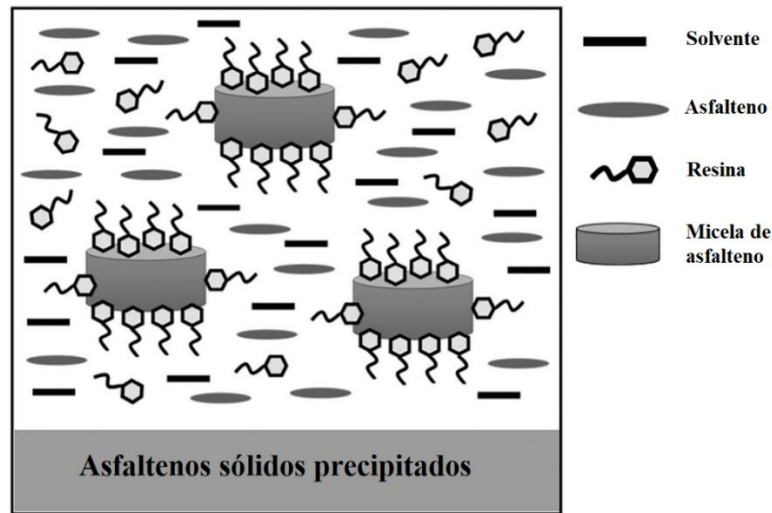 Solvente
Asfalteno
Resina
Micela de
asfalteno
Asfaltenos sólidos precipitados